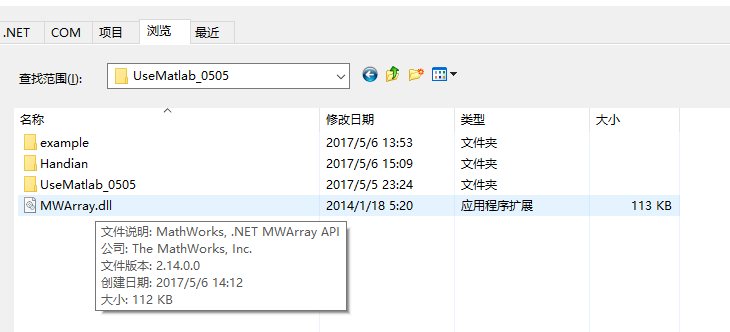 .NET COM 项目 浏览 最近
查找范围(I): UseMatlab_0505
名称 修改日期 类型 大小
example 2017/5/6 13:53 文件夹
Handian 2017/5/6 15:09 文件夹
UseMatlab_0505 2017/5/5 23:24 文件夹
MWArray.dll 2014/1/18 5:20 应用程序扩展 113 KB
文件说明: MathWorks, .NET MWArray API
公司: The MathWorks, Inc.
文件版本: 2.14.0.0
创建日期: 2017/5/6 14:12
大小: 112 KB